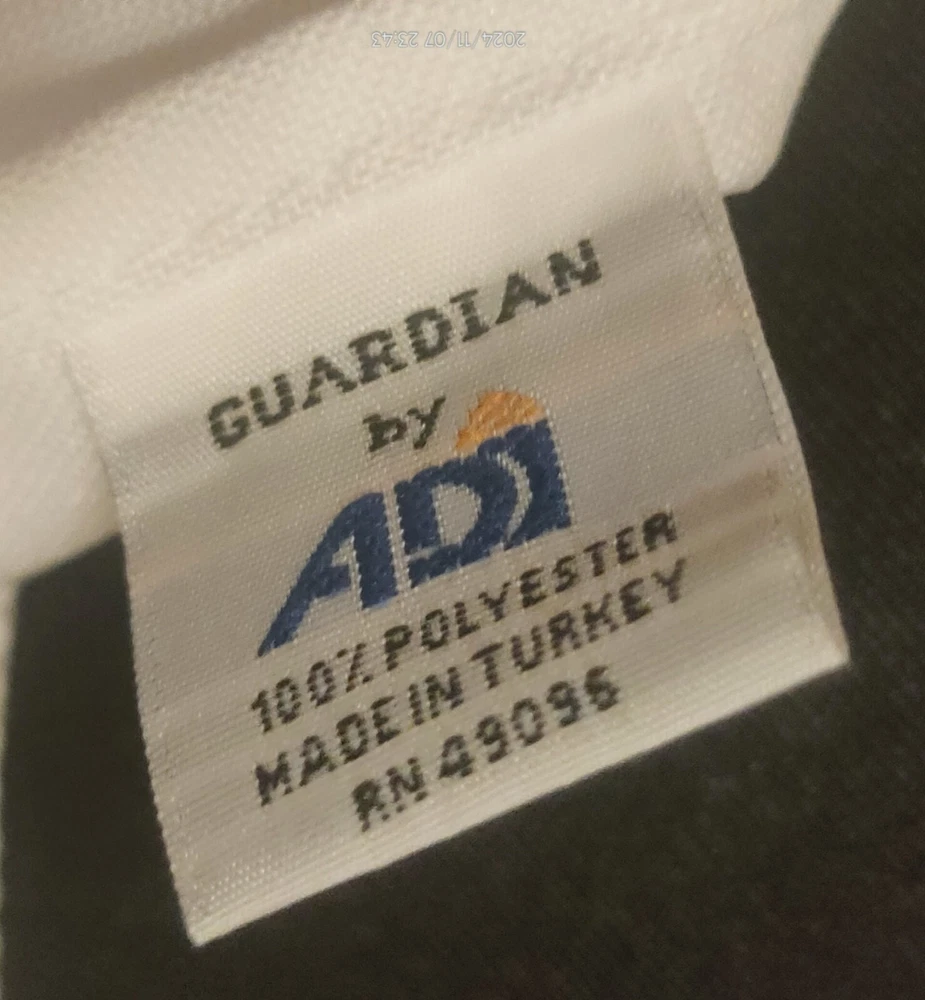 2024/11/07 23:43
GUARDIAN
by
ADI
100% POLYESTER
MADE IN TURKEY
RN 49096